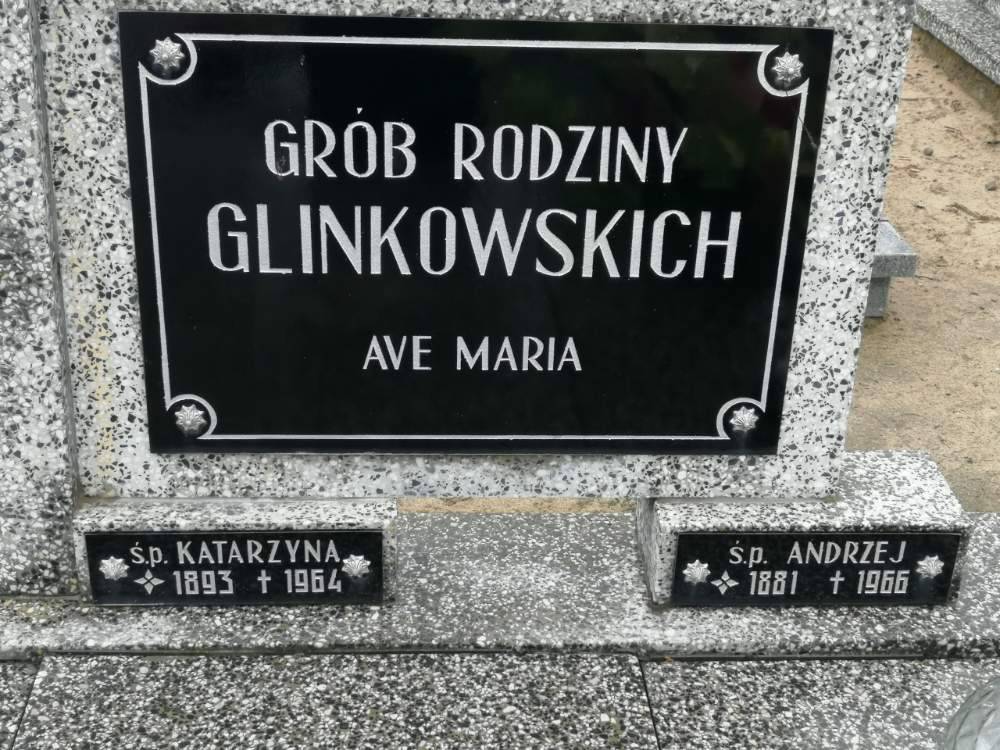 GRÓB RODZINY
GLINKOWSKICH
AVE MARIA
ś.p. KATARZYNA
1893 † 1964
ś.p. ANDRZEJ
1881 † 1966